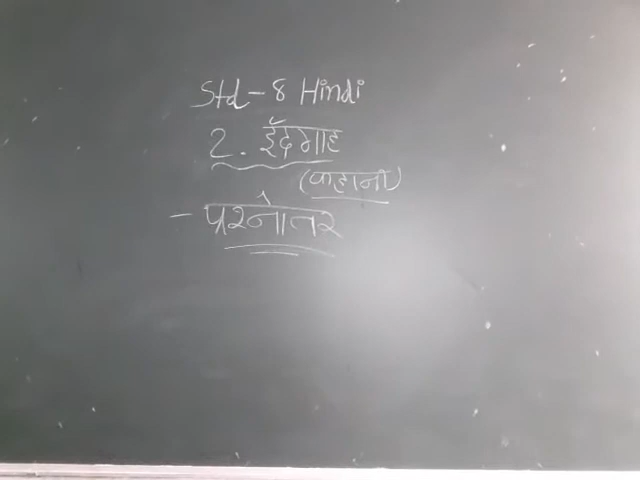 Std - 8 Hindi
2. ईदगाह
(कहानी)
- प्रश्नोत्तर